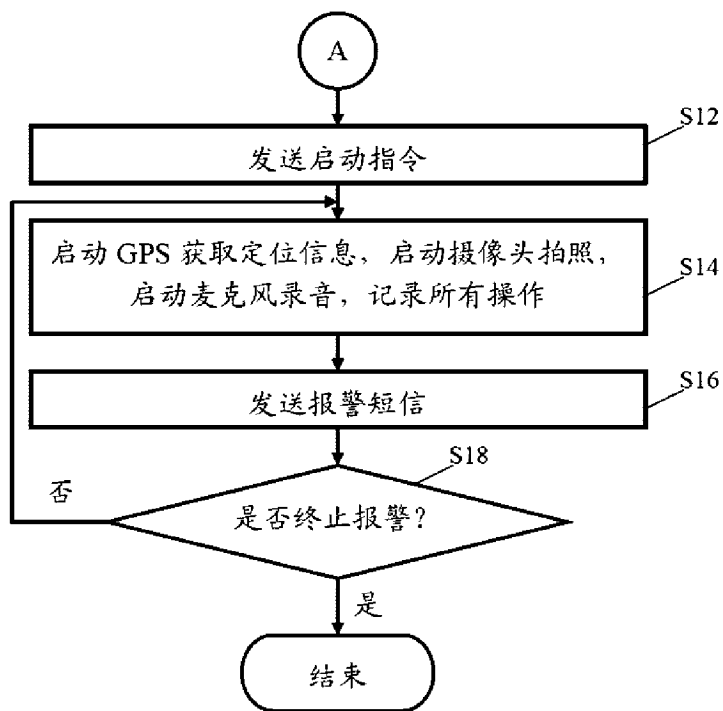 A
S12
发送启动指令
启动 GPS 获取定位信息，启动摄像头拍照，
启动麦克风录音，记录所有操作
S14
发送报警短信
S16
S18
是否终止报警？
否
是
结束